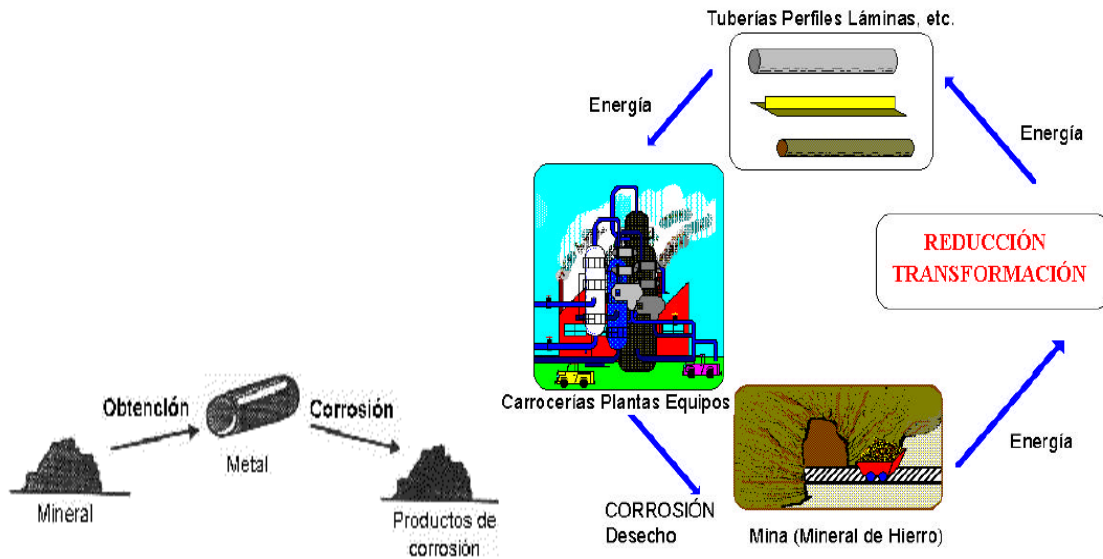 Tuberías Perfiles Láminas, etc.
Energía
Energía
REDUCCIÓN
TRANSFORMACIÓN
Carrocerías Plantas Equipos
Energía
CORROSIÓN
Desecho
Mina (Mineral de Hierro)
Obtención
Corrosión
Metal
Mineral
Productos de
corrosión